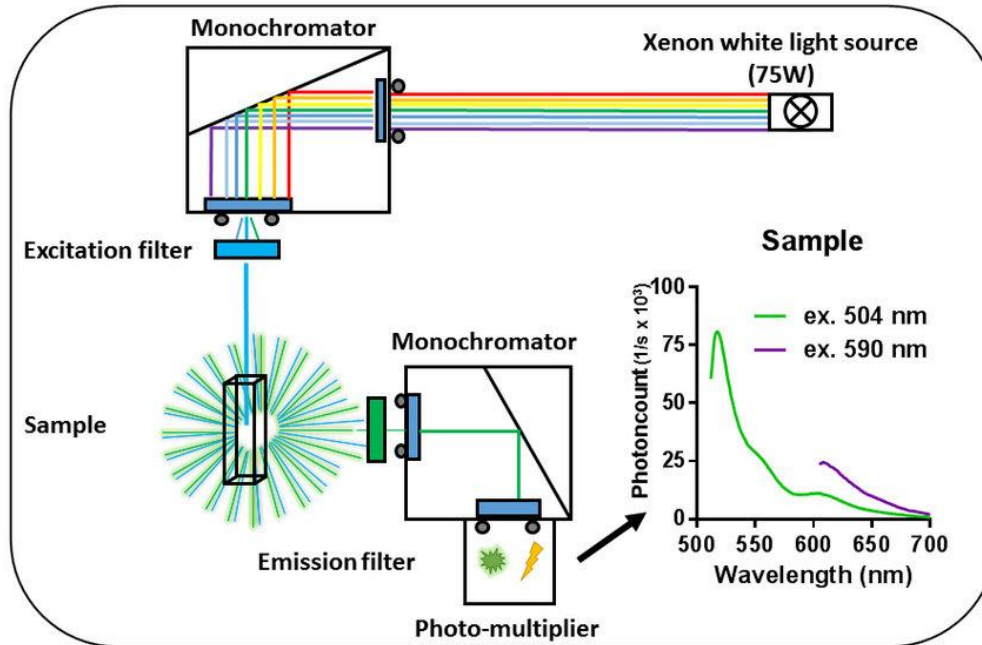 Monochromator
Xenon white light source
(75W)
Excitation filter
Sample
Monochromator
Emission filter
Photo-multiplier
Sample
Photoncount (1/s x 10³)
100
75
50
25
0
ex. 504 nm
ex. 590 nm
500 550 600 650 700
Wavelength (nm)